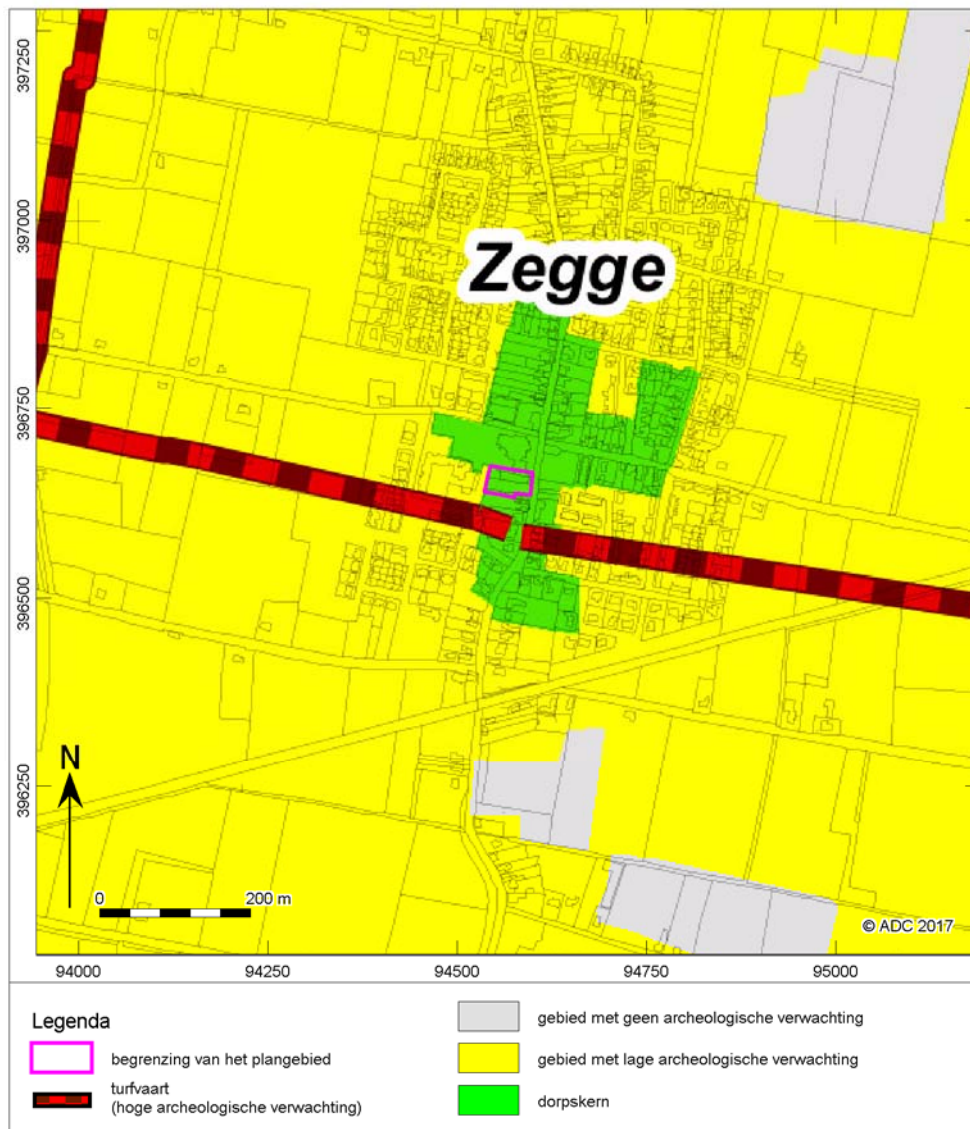 397250
397000
Zegge
396750
396500
396250
N
0 200 m
© ADC 2017
94000 94250 94500 94750 95000
Legenda
begrenzing van het plangebied
turfvaart
(hoge archeologische verwachting)
gebied met geen archeologische verwachting
gebied met lage archeologische verwachting
dorpskern